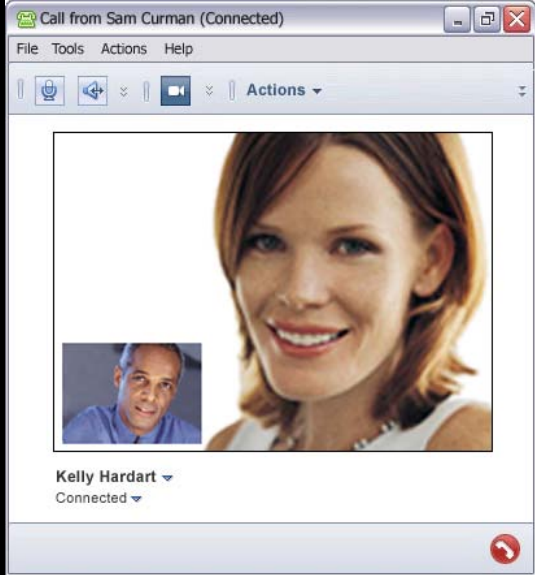 Call from Sam Curman (Connected)
File Tools Actions Help
Actions
Kelly Hardart
Connected